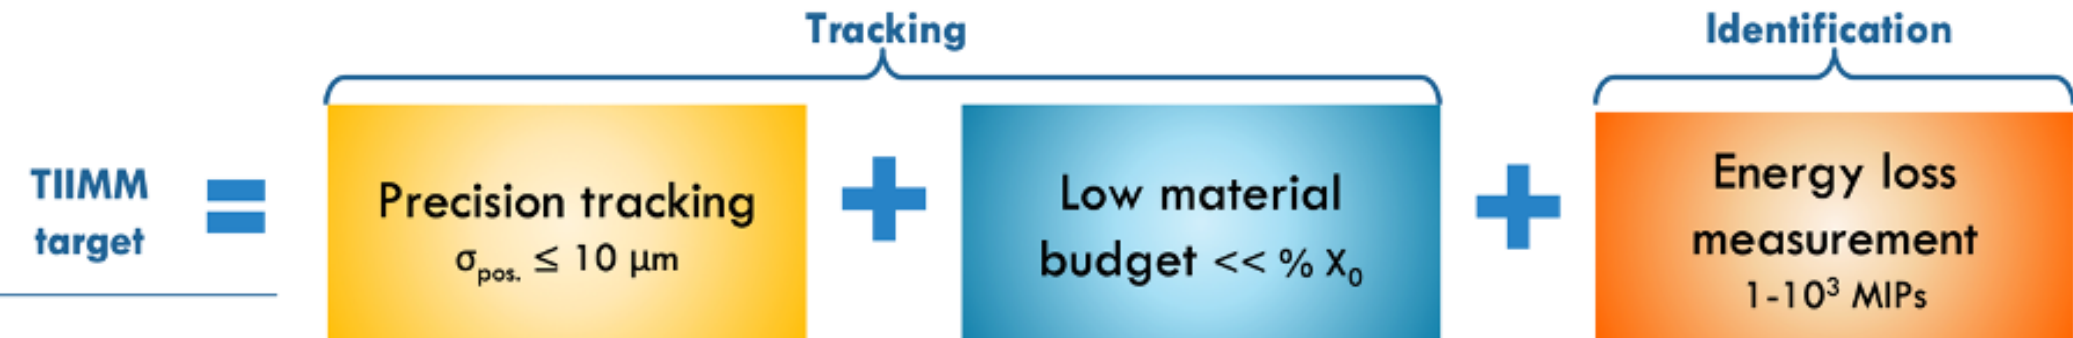 Tracking
Identification
TIIMM
target
=
Precision tracking
σpos. ≤ 10 µm
+
Low material
budget << % X₀
+
Energy loss
measurement
1-10³ MIPs